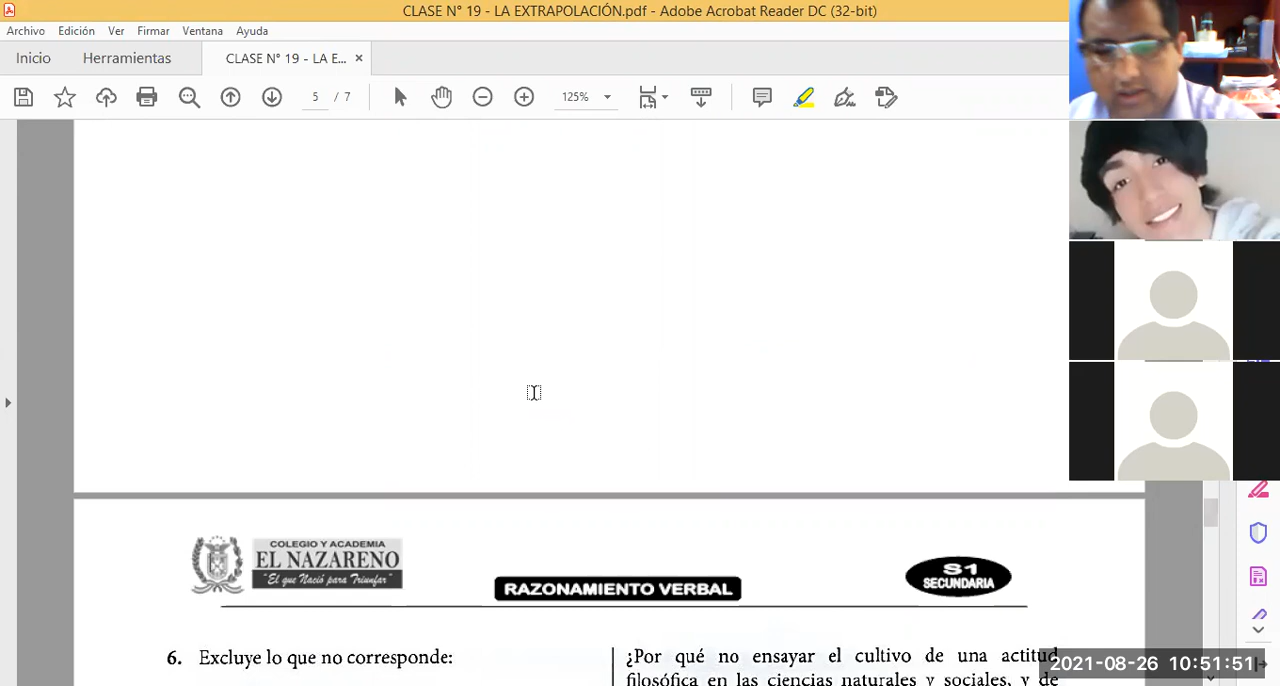 CLASE N° 19 - LA EXTRAPOLACIÓN.pdf - Adobe Acrobat Reader DC (32-bit)
Archivo Edición Ver Firmar Ventana Ayuda
Inicio Herramientas CLASE N° 19 - LA E... ×
5 / 7 125%
COLEGIO Y ACADEMIA
EL NAZARENO
"El que Nació para Triunfar"
RAZONAMIENTO VERBAL
S1
SECUNDARIA
6. Excluye lo que no corresponde:
¿Por qué no ensayar el cultivo de una actitud
filosófica en las ciencias naturales y sociales, y de
2021-08-26 10:51:51